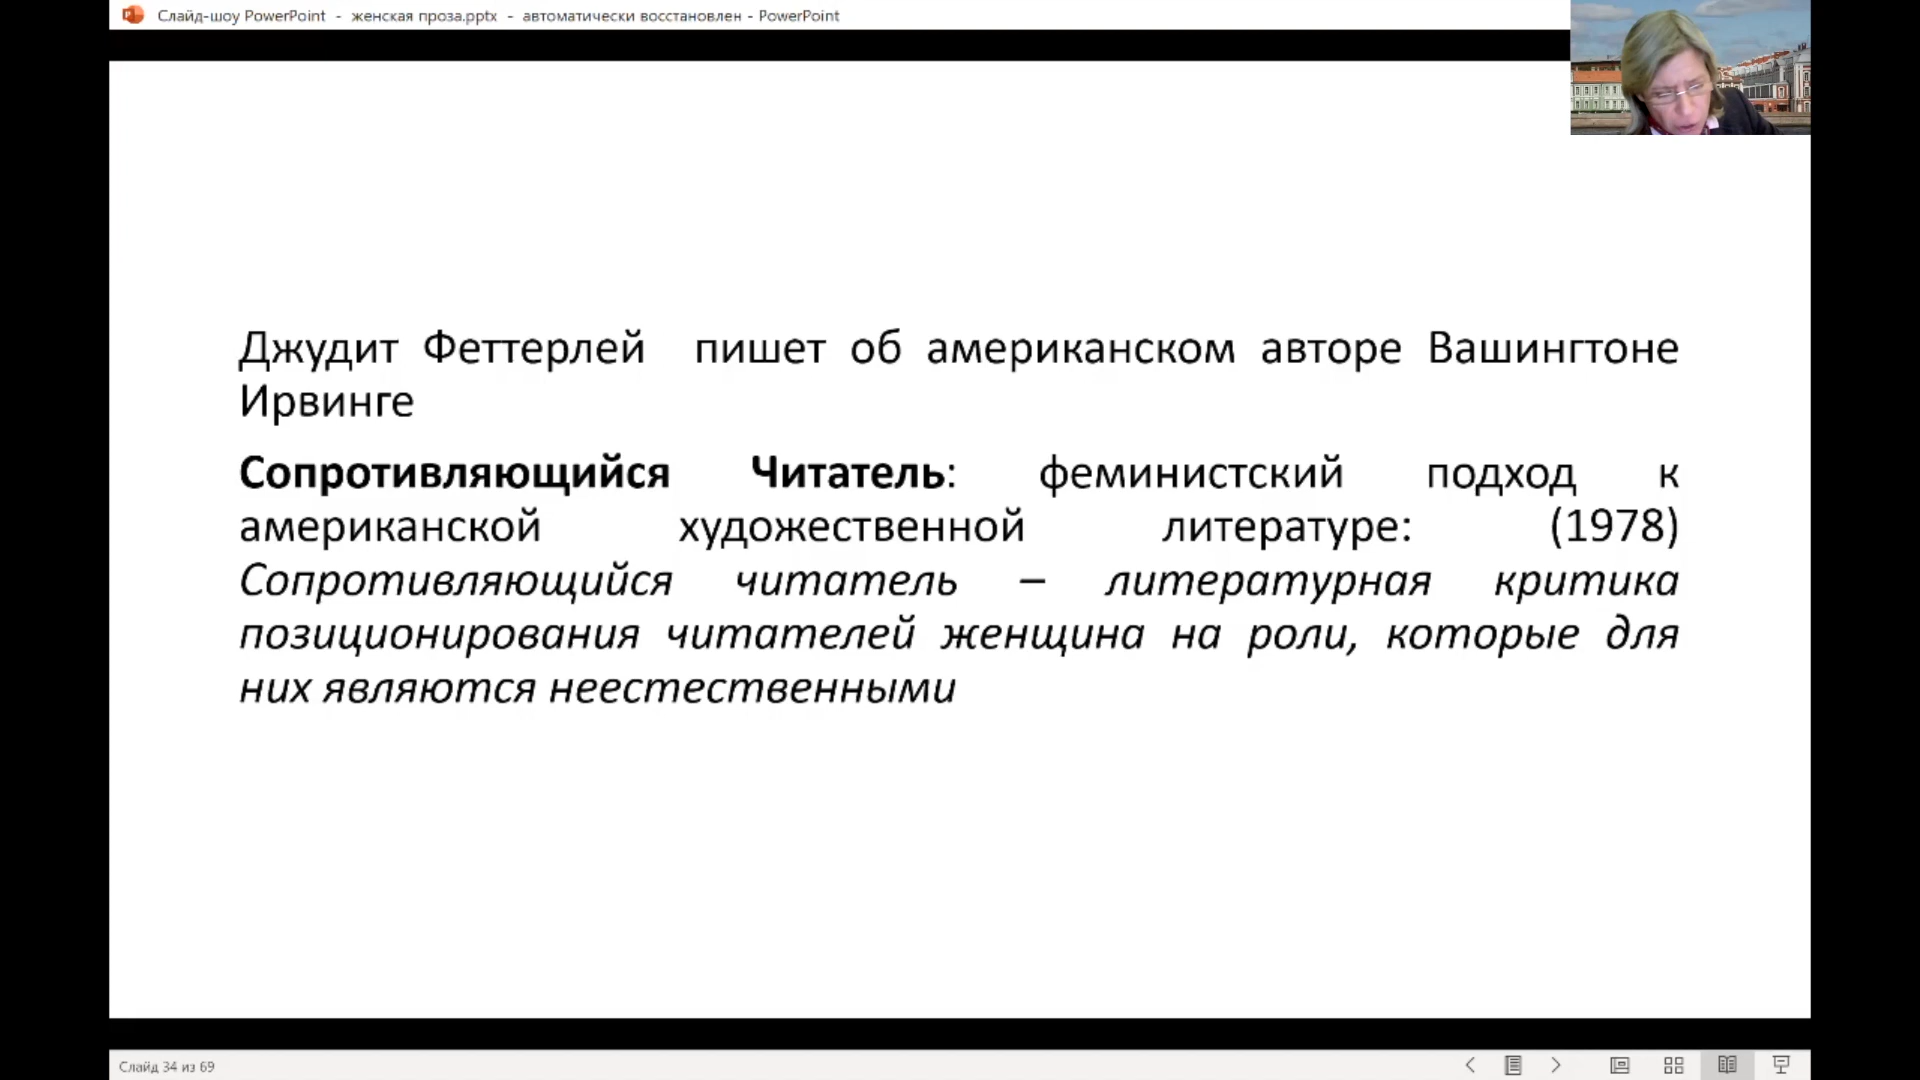 Слайд-шоу PowerPoint - женская проза.pptx - автоматически восстановлен - PowerPoint
Джудит Феттерлей пишет об американском авторе Вашингтоне
Ирвинге
Сопротивляющийся Читатель: феминистский подход к
американской художественной литературе: (1978)
Сопротивляющийся читатель – литературная критика
позиционирования читателей женщина на роли, которые для
них являются неестественными
Слайд 34 из 69